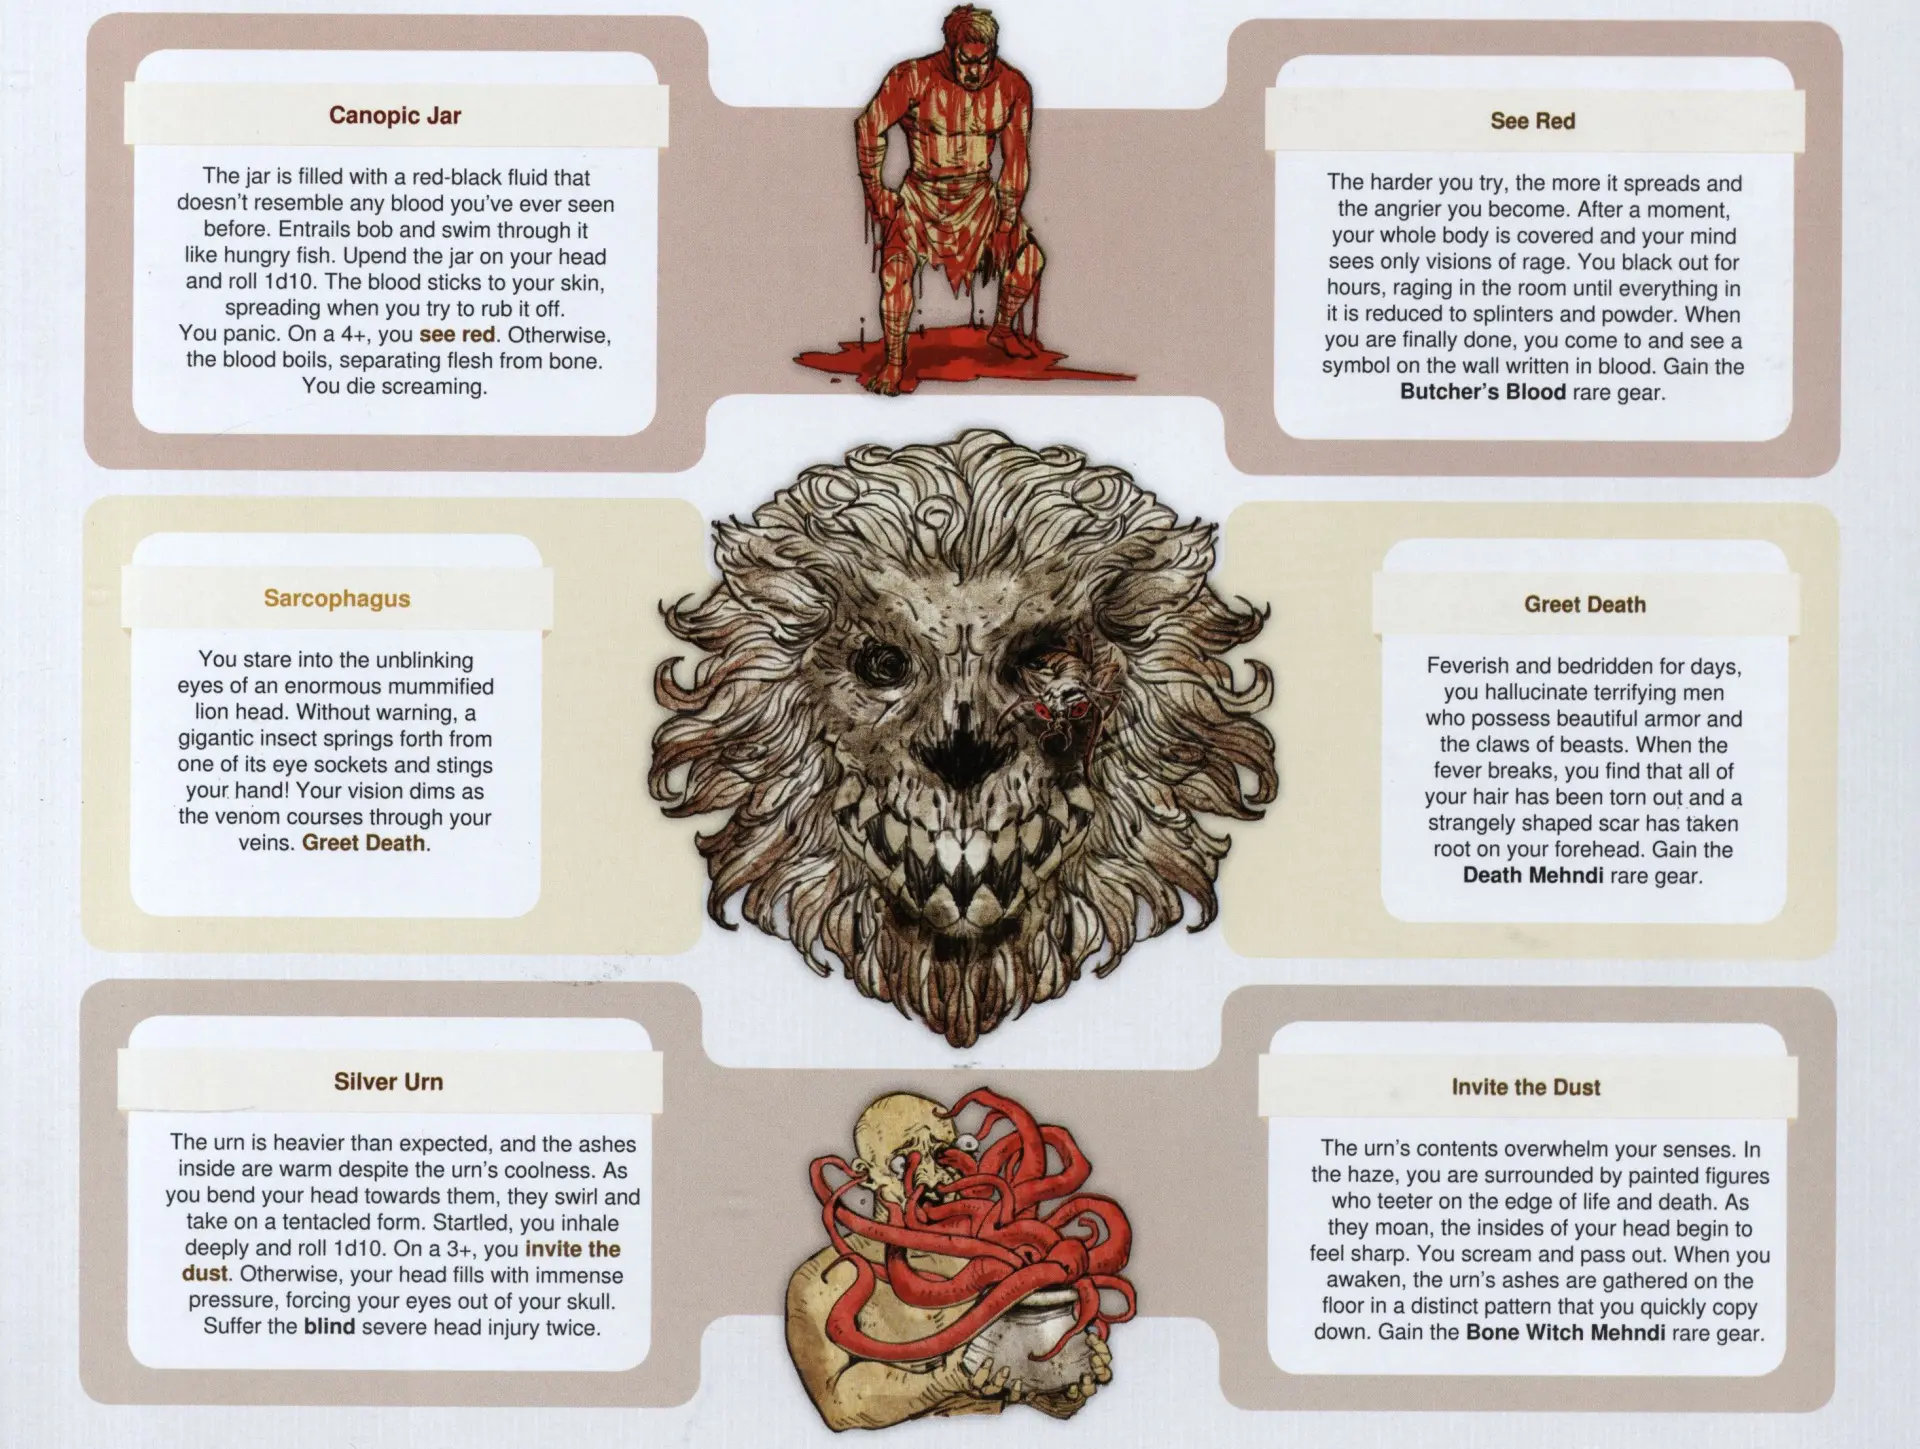 Canopic Jar
The jar is filled with a red-black fluid that
doesn't resemble any blood you've ever seen
before. Entrails bob and swim through it
like hungry fish. Upend the jar on your head
and roll 1d10. The blood sticks to your skin,
spreading when you try to rub it off.
You panic. On a 4+, you see red. Otherwise,
the blood boils, separating flesh from bone.
You die screaming.
See Red
The harder you try, the more it spreads and
the angrier you become. After a moment,
your whole body is covered and your mind
sees only visions of rage. You black out for
hours, raging in the room until everything in
it is reduced to splinters and powder. When
you are finally done, you come to and see a
symbol on the wall written in blood. Gain the
Butcher's Blood rare gear.
Sarcophagus
You stare into the unblinking
eyes of an enormous mummified
lion head. Without warning, a
gigantic insect springs forth from
one of its eye sockets and stings
your hand! Your vision dims as
the venom courses through your
veins. Greet Death.
Greet Death
Feverish and bedridden for days,
you hallucinate terrifying men
who possess beautiful armor and
the claws of beasts. When the
fever breaks, you find that all of
your hair has been torn out and a
strangely shaped scar has taken
root on your forehead. Gain the
Death Mehndi rare gear.
Silver Urn
The urn is heavier than expected, and the ashes
inside are warm despite the urn's coolness. As
you bend your head towards them, they swirl and
take on a tentacled form. Startled, you inhale
deeply and roll 1d10. On a 3+, you invite the
dust. Otherwise, your head fills with immense
pressure, forcing your eyes out of your skull.
Suffer the blind severe head injury twice.
Invite the Dust
The urn's contents overwhelm your senses. In
the haze, you are surrounded by painted figures
who teeter on the edge of life and death. As
they moan, the insides of your head begin to
feel sharp. You scream and pass out. When you
awaken, the urn's ashes are gathered on the
floor in a distinct pattern that you quickly copy
down. Gain the Bone Witch Mehndi rare gear.